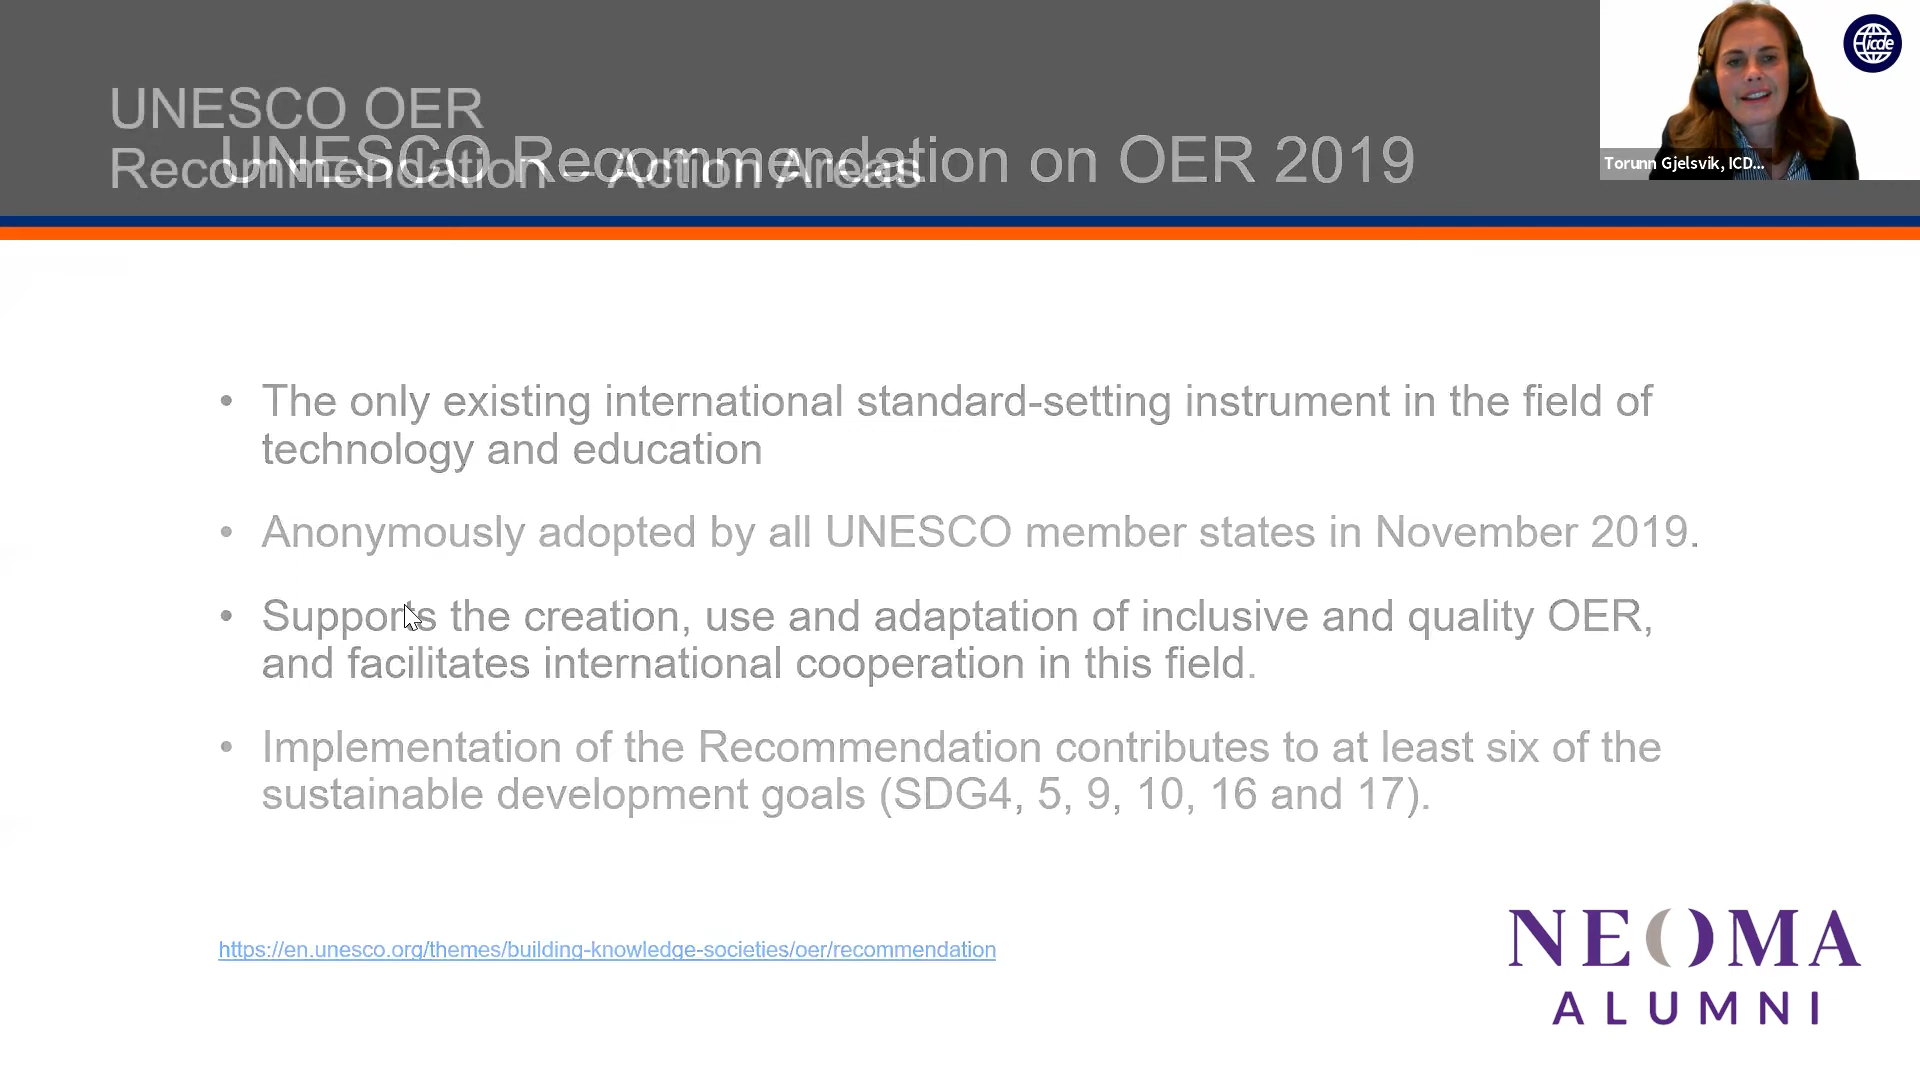 UNESCO OER
Recommendation – Action Areas
UNESCO Recommendation on OER 2019
icde
Torunn Gjelsvik, ICD...
• The only existing international standard-setting instrument in the field of
technology and education
• Anonymously adopted by all UNESCO member states in November 2019.
• Supports the creation, use and adaptation of inclusive and quality OER,
and facilitates international cooperation in this field.
• Implementation of the Recommendation contributes to at least six of the
sustainable development goals (SDG4, 5, 9, 10, 16 and 17).
https://en.unesco.org/themes/building-knowledge-societies/oer/recommendation
NEOMA
ALUMNI